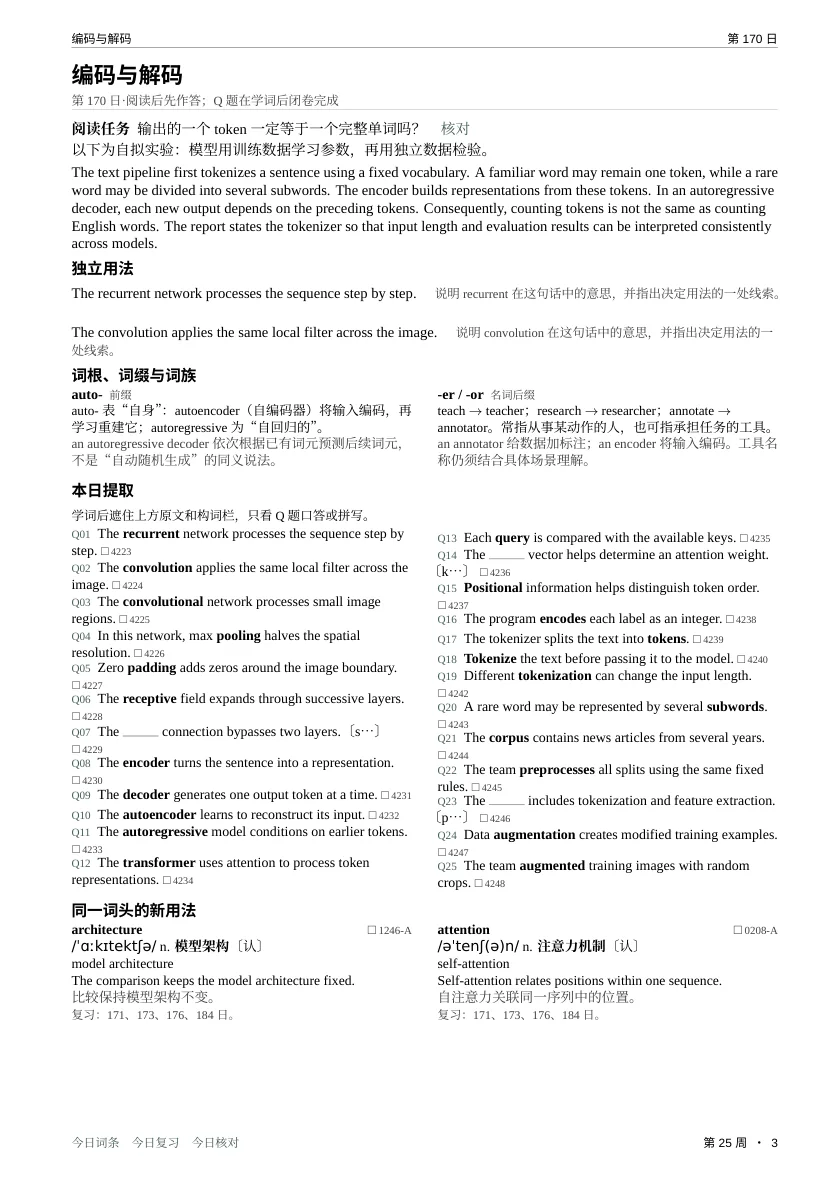 编码与解码 第 170 日
编码与解码
第 170 日·阅读后先作答；Q 题在学词后闭卷完成
阅读任务 输出的一个 token 一定等于一个完整单词吗？ 核对
以下为自拟实验：模型用训练数据学习参数，再用独立数据检验。
The text pipeline first tokenizes a sentence using a fixed vocabulary. A familiar word may remain one token, while a rare
word may be divided into several subwords. The encoder builds representations from these tokens. In an autoregressive
decoder, each new output depends on the preceding tokens. Consequently, counting tokens is not the same as counting
English words. The report states the tokenizer so that input length and evaluation results can be interpreted consistently
across models.
独立用法
The recurrent network processes the sequence step by step. 说明 recurrent 在这句话中的意思，并指出决定用法的一处线索。
The convolution applies the same local filter across the image. 说明 convolution 在这句话中的意思，并指出决定用法的一
处线索。
词根、词缀与词族
auto- 前缀
auto- 表“自身”：autoencoder（自编码器）将输入编码，再
学习重建它；autoregressive 为“自回归的”。
an autoregressive decoder 依次根据已有词元预测后续词元，
不是“自动随机生成”的同义说法。
-er / -or 名词后缀
teach → teacher；research → researcher；annotate →
annotator。常指从事某动作的人，也可指承担任务的工具。
an annotator 给数据加标注；an encoder 将输入编码。工具名
称仍须结合具体场景理解。
本日提取
学词后遮住上方原文和构词栏，只看 Q 题口答或拼写。
Q01 The recurrent network processes the sequence step by
step. □ 4223
Q02 The convolution applies the same local filter across the
image. □ 4224
Q03 The convolutional network processes small image
regions. □ 4225
Q04 In this network, max pooling halves the spatial
resolution. □ 4226
Q05 Zero padding adds zeros around the image boundary.
□ 4227
Q06 The receptive field expands through successive layers.
□ 4228
Q07 The _____ connection bypasses two layers.〔s···〕
□ 4229
Q08 The encoder turns the sentence into a representation.
□ 4230
Q09 The decoder generates one output token at a time. □ 4231
Q10 The autoencoder learns to reconstruct its input. □ 4232
Q11 The autoregressive model conditions on earlier tokens.
□ 4233
Q12 The transformer uses attention to process token
representations. □ 4234
Q13 Each query is compared with the available keys. □ 4235
Q14 The _____ vector helps determine an attention weight.
〔k···〕 □ 4236
Q15 Positional information helps distinguish token order.
□ 4237
Q16 The program encodes each label as an integer. □ 4238
Q17 The tokenizer splits the text into tokens. □ 4239
Q18 Tokenize the text before passing it to the model. □ 4240
Q19 Different tokenization can change the input length.
□ 4242
Q20 A rare word may be represented by several subwords.
□ 4243
Q21 The corpus contains news articles from several years.
□ 4244
Q22 The team preprocesses all splits using the same fixed
rules. □ 4245
Q23 The _____ includes tokenization and feature extraction.
〔p···〕 □ 4246
Q24 Data augmentation creates modified training examples.
□ 4247
Q25 The team augmented training images with random
crops. □ 4248
同一词头的新用法
architecture □ 1246-A
/ˈɑːkɪtektʃə/ n. 模型架构〔认〕
model architecture
The comparison keeps the model architecture fixed.
比较保持模型架构不变。
复习：171、173、176、184 日。
attention □ 0208-A
/əˈtenʃ(ə)n/ n. 注意力机制〔认〕
self-attention
Self-attention relates positions within one sequence.
自注意力关联同一序列中的位置。
复习：171、173、176、184 日。
今日词条 今日复习 今日核对 第 25 周 · 3